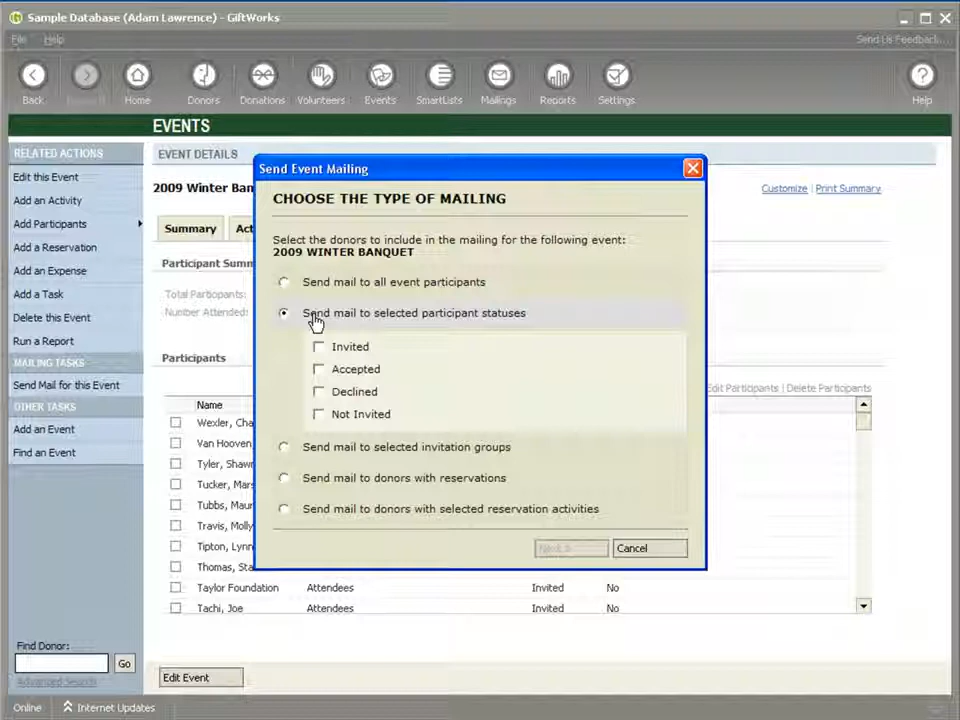 Sample Database (Adam Lawrence) - GiftWorks
File Help Send Us Feedback...
Back Home Donors Donations Volunteers Events SmartLists Mailings Reports Settings Help
EVENTS
RELATED ACTIONS
Edit this Event
Add an Activity
Add Participants
Add a Reservation
Add an Expense
Add a Task
Delete this Event
Run a Report
MAILING TASKS
Send Mail for this Event
OTHER TASKS
Add an Event
Find an Event
Find Donor:
Go
Advanced Search
EVENT DETAILS
2009 Winter Ban
Customize | Print Summary
Summary Act
Participant Summ
Total Participants:
Number Attended:
Participants
Edit Participants | Delete Participants
Name
Wexler, Cha
Van Hooven,
Tyler, Shawn
Tucker, Mars
Tubbs, Maur
Travis, Molly
Tipton, Lynn
Thomas, Sta
Taylor Foundation Attendees Invited No
Tachi, Joe Attendees Invited No
Edit Event
Send Event Mailing
CHOOSE THE TYPE OF MAILING
Select the donors to include in the mailing for the following event:
2009 WINTER BANQUET
Send mail to all event participants
Send mail to selected participant statuses
Invited
Accepted
Declined
Not Invited
Send mail to selected invitation groups
Send mail to donors with reservations
Send mail to donors with selected reservation activities
Cancel
Online Internet Updates